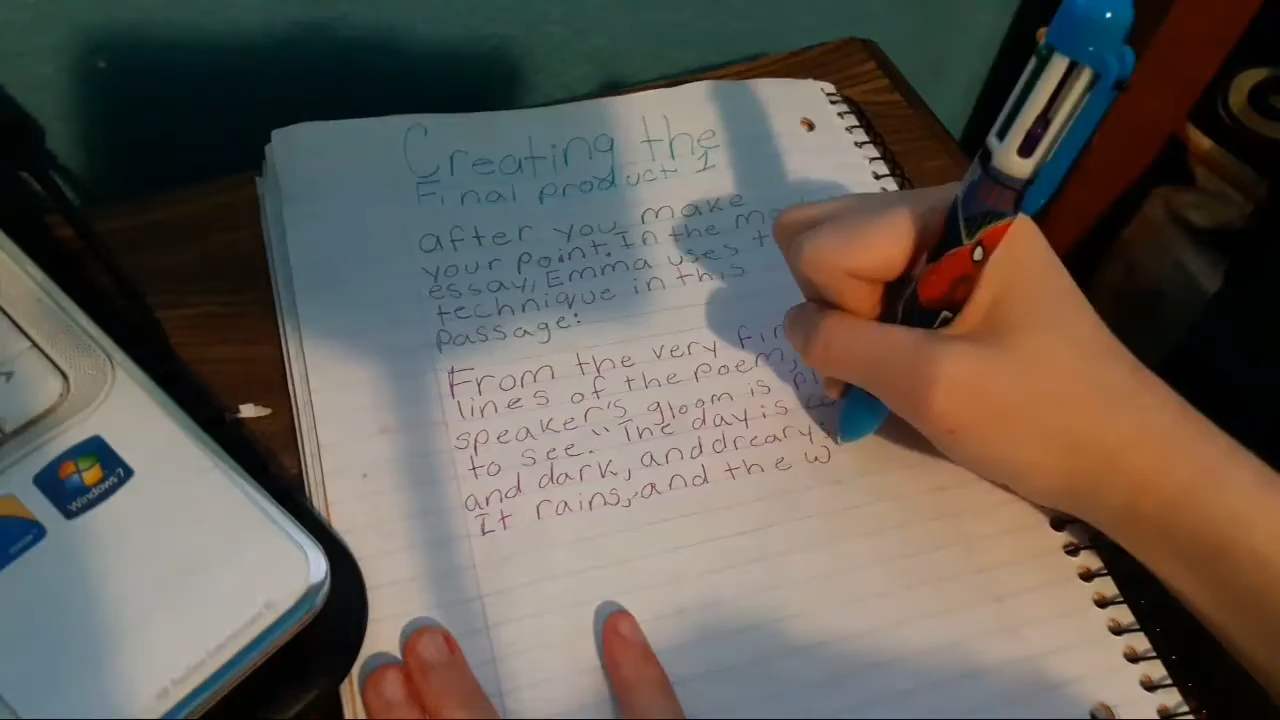 Creating the
Final product 1
after you make
your point. In the
essay, Emma uses
technique in this
passage:
From the very
lines of the poem,
speaker's gloom is
to see. "The day is
and dark, and dreary;
It rains, and the w
Windows 7